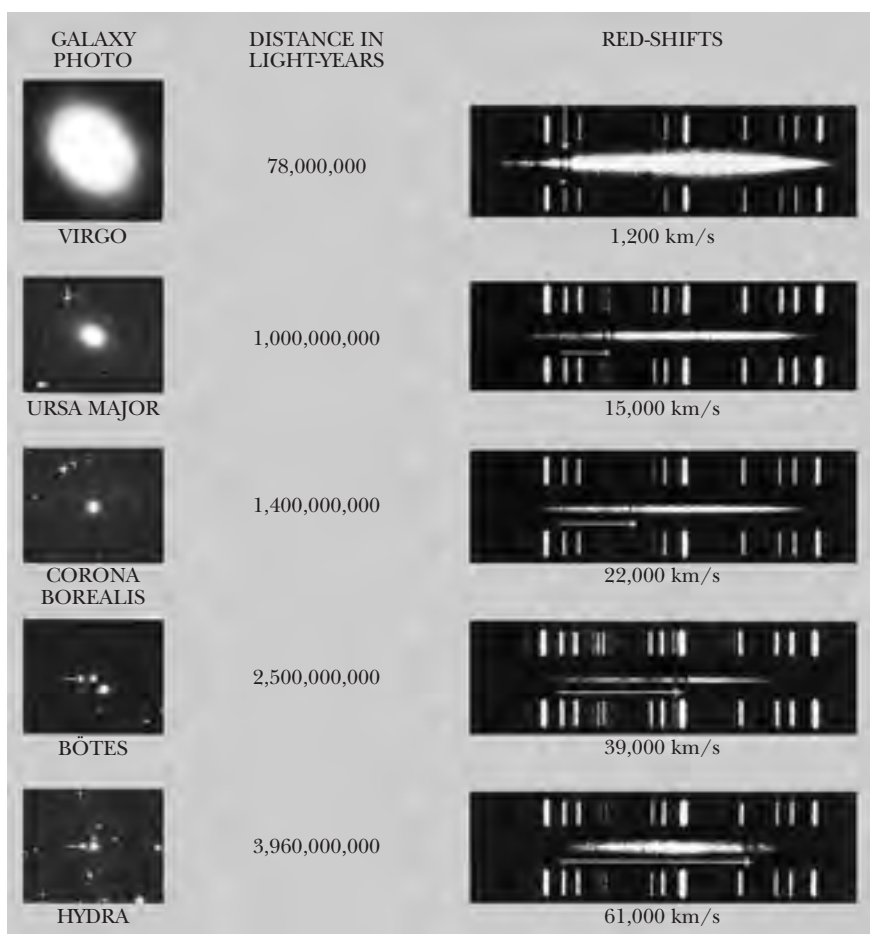 GALAXY
PHOTO
DISTANCE IN
LIGHT-YEARS
RED-SHIFTS
78,000,000
VIRGO
1,200 km/s
1,000,000,000
URSA MAJOR
15,000 km/s
1,400,000,000
CORONA
BOREALIS
22,000 km/s
2,500,000,000
BÖTES
39,000 km/s
3,960,000,000
HYDRA
61,000 km/s